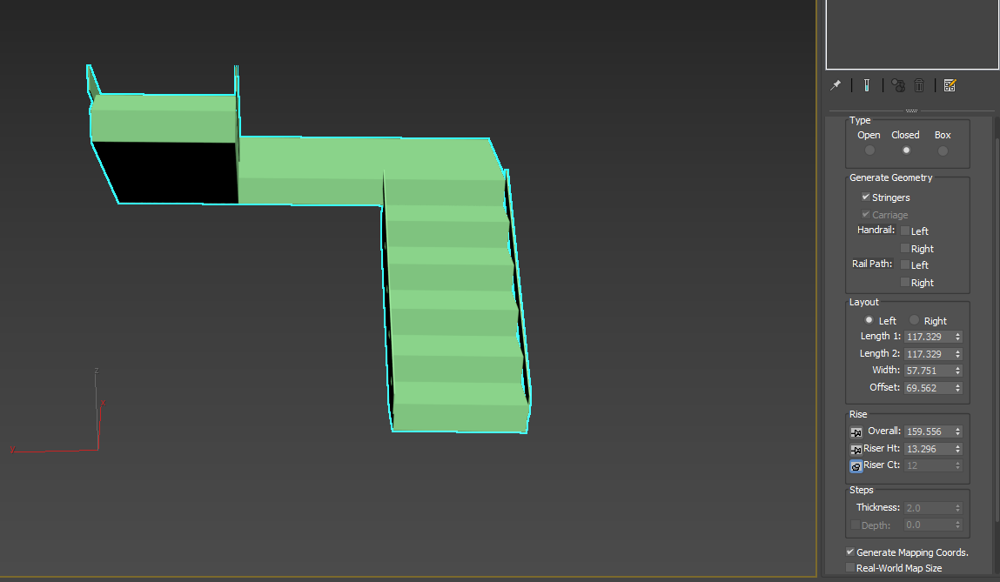 Type
Open Closed Box
Generate Geometry
Stringers
Carriage
Handrail: Left
Right
Rail Path: Left
Right
Layout
Left Right
Length 1: 117.329
Length 2: 117.329
Width: 57.751
Offset: 69.562
Rise
Overall: 159.556
Riser Ht: 13.296
Riser Ct: 12
Steps
Thickness: 2.0
Depth: 0.0
Generate Mapping Coords.
Real-World Map Size
z
x
y